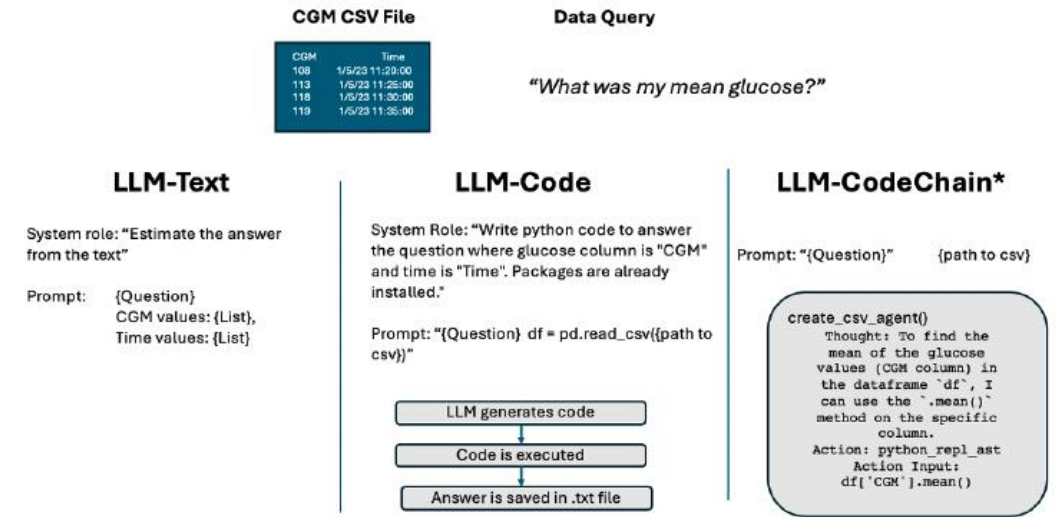 CGM CSV File
Data Query
CGM Time
108 1/5/23 11:20:00
113 1/5/23 11:25:00
118 1/5/23 11:30:00
119 1/5/23 11:35:00
“What was my mean glucose?”
LLM-Text
System role: “Estimate the answer
from the text”
Prompt: {Question}
CGM values: {List},
Time values: {List}
LLM-Code
System Role: “Write python code to answer
the question where glucose column is "CGM"
and time is "Time". Packages are already
installed."
Prompt: “{Question} df = pd.read_csv({path to
csv})”
LLM generates code
Code is executed
Answer is saved in .txt file
LLM-CodeChain*
Prompt: “{Question}” {path to csv}
create_csv_agent()
Thought: To find the
mean of the glucose
values (CGM column) in
the dataframe `df`, I
can use the `.mean()`
method on the specific
column.
Action: python_repl_ast
Action Input:
df['CGM'].mean()